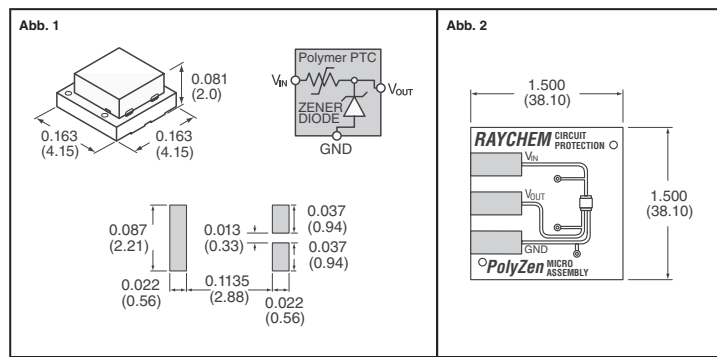 Abb. 1
0.081
(2.0)
0.163
(4.15)
0.163
(4.15)
Polymer PTC
VIN
VOUT
ZENER
DIODE
GND
0.087
(2.21)
0.013
(0.33)
0.037
(0.94)
0.037
(0.94)
0.022
(0.56)
0.1135
(2.88)
0.022
(0.56)
Abb. 2
1.500
(38.10)
RAYCHEM CIRCUIT
PROTECTION
VIN
VOUT
GND
PolyZen MICRO
ASSEMBLY
1.500
(38.10)